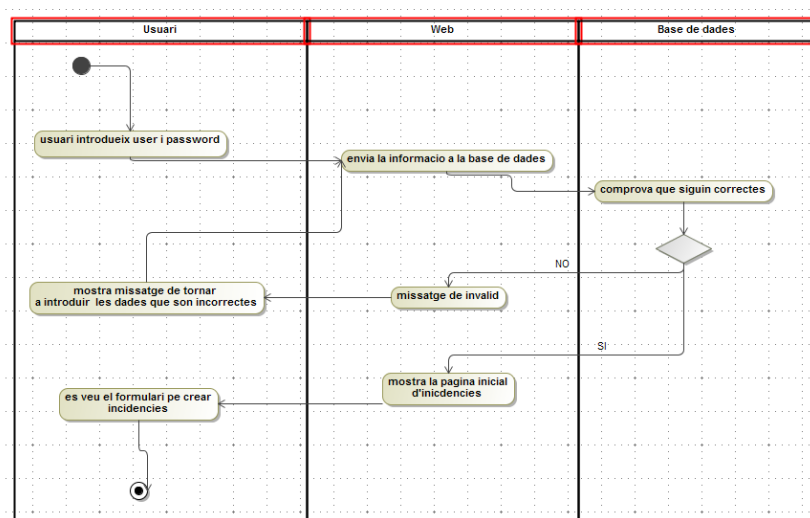 Usuari
Web
Base de dades
usuari introdueix user i password
envia la informacio a la base de dades
comprova que siguin correctes
NO
mostra missatge de tornar
a introduir les dades que son incorrectes
missatge de invalid
SI
mostra la pagina inicial
d'inicdencies
es veu el formulari pe crear
incidencies